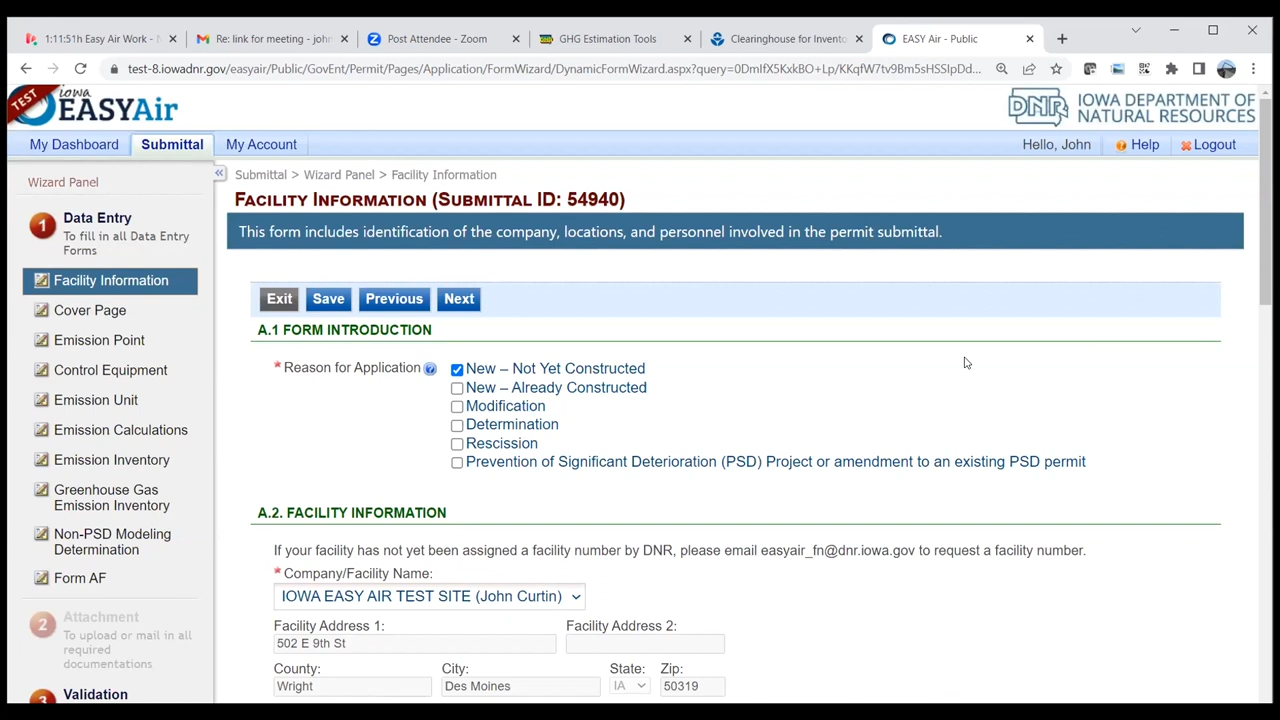 1:11:51h Easy Air Work -
Re: link for meeting - john
Post Attendee - Zoom
GHG Estimation Tools
Clearinghouse for Invento
EASY Air - Public
test-8.iowadnr.gov/easyair/Public/GovEnt/Permit/Pages/Application/FormWizard/DynamicFormWizard.aspx?query=0DmIfX5KxkBO+Lp/KKqfW7tv9Bm5sHSSIpDd...
TEST
iowa
EASYAir
DNR
IOWA DEPARTMENT OF
NATURAL RESOURCES
My Dashboard
Submittal
My Account
Hello, John
Help
Logout
Wizard Panel
1
Data Entry
To fill in all Data Entry
Forms
Facility Information
Cover Page
Emission Point
Control Equipment
Emission Unit
Emission Calculations
Emission Inventory
Greenhouse Gas
Emission Inventory
Non-PSD Modeling
Determination
Form AF
2
Attachment
To upload or mail in all
required
documentations.
3
Validation
«
Submittal > Wizard Panel > Facility Information
FACILITY INFORMATION (SUBMITTAL ID: 54940)
This form includes identification of the company, locations, and personnel involved in the permit submittal.
Exit
Save
Previous
Next
A.1 FORM INTRODUCTION
* Reason for Application
New – Not Yet Constructed
New – Already Constructed
Modification
Determination
Rescission
Prevention of Significant Deterioration (PSD) Project or amendment to an existing PSD permit
A.2. FACILITY INFORMATION
If your facility has not yet been assigned a facility number by DNR, please email easyair_fn@dnr.iowa.gov to request a facility number.
* Company/Facility Name:
IOWA EASY AIR TEST SITE (John Curtin)
Facility Address 1:
Facility Address 2:
502 E 9th St
County:
City:
State:
Zip:
Wright
Des Moines
IA
50319